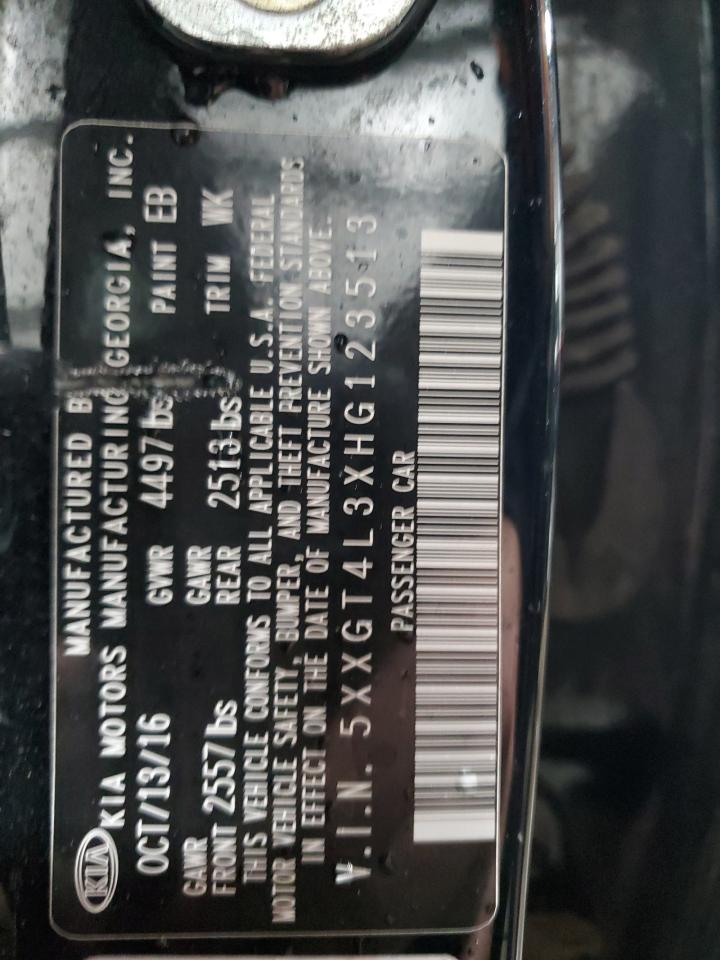 MANUFACTURED B
KIA KIA MOTORS MANUFACTURING GEORGIA, INC.
OCT/13/16 GVWR 4497 lbs PAINT EB
GAWR FRONT 2557 lbs GAWR REAR 2513 lbs TRIM WK
THIS VEHICLE CONFORMS TO ALL APPLICABLE U.S.A. FEDERAL
MOTOR VEHICLE SAFETY, BUMPER, AND THEFT PREVENTION STANDARDS
IN EFFECT ON THE DATE OF MANUFACTURE SHOWN ABOVE.
V.I.N. 5XXGT4L3XHG123513
PASSENGER CAR